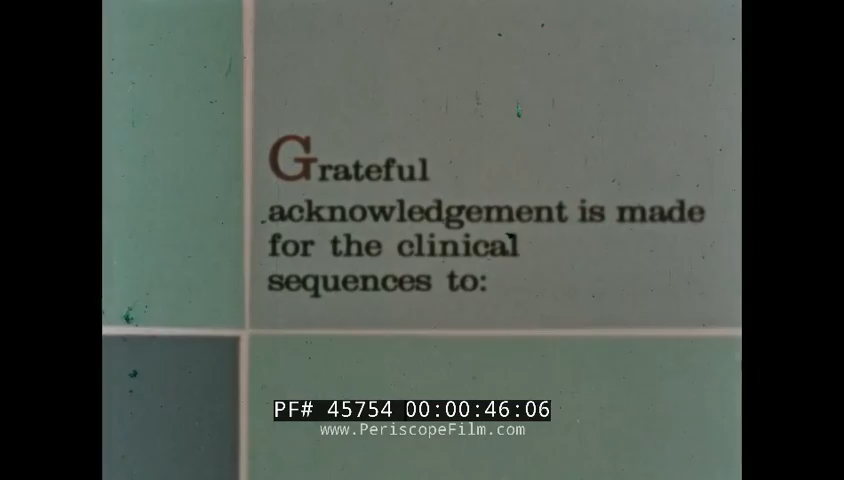 Grateful
acknowledgement is made
for the clinical
sequences to:
PF# 45754 00:00:46:06
www.PeriscopeFilm.com